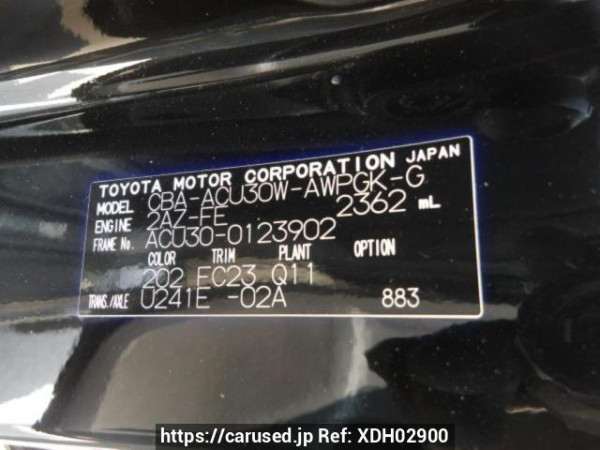 TOYOTA MOTOR CORPORATION JAPAN
MODEL CBA-ACU30W-AWPGK-G
ENGINE 2AZ-FE 2362 mL
FRAME No. ACU30-0123902
COLOR TRIM PLANT OPTION
202 FC23 Q11
TRANS./AXLE U241E -02A 883
https://carused.jp Ref: XDH02900